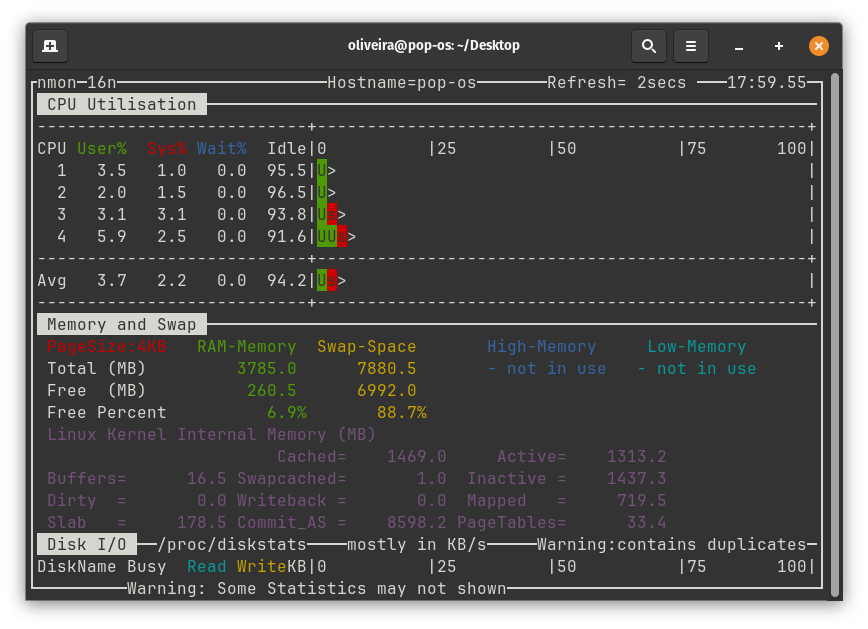 oliveira@pop-os: ~/Desktop
nmon─16n Hostname=pop-os Refresh= 2secs 17:59.55
CPU Utilisation
---------------------------+-------------------------------------------------+
CPU User% Sys% Wait% Idle|0 |25 |50 |75 100|
1 3.5 1.0 0.0 95.5|U> |
2 2.0 1.5 0.0 96.5|U> |
3 3.1 3.1 0.0 93.8|Us> |
4 5.9 2.5 0.0 91.6|UUs> |
---------------------------+-------------------------------------------------+
Avg 3.7 2.2 0.0 94.2|Us> |
---------------------------+-------------------------------------------------+
Memory and Swap
PageSize:4KB RAM-Memory Swap-Space High-Memory Low-Memory
Total (MB) 3785.0 7880.5 - not in use - not in use
Free (MB) 260.5 6992.0
Free Percent 6.9% 88.7%
Linux Kernel Internal Memory (MB)
Cached= 1469.0 Active= 1313.2
Buffers= 16.5 Swapcached= 1.0 Inactive = 1437.3
Dirty = 0.0 Writeback = 0.0 Mapped = 719.5
Slab = 178.5 Commit_AS = 8598.2 PageTables= 33.4
Disk I/O /proc/diskstats mostly in KB/s Warning:contains duplicates
DiskName Busy Read WriteKB|0 |25 |50 |75 100|
Warning: Some Statistics may not shown